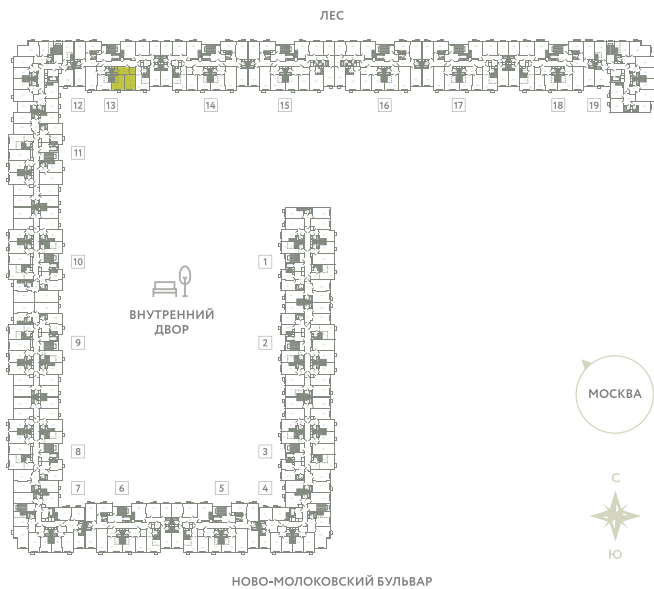 ЛЕС
12 13 14 15 16 17 18 19
11
10 1
ВНУТРЕННИЙ
ДВОР
9 2
МОСКВА
8 3
7 6 5 4
С
Ю
НОВО-МОЛОКОВСКИЙ БУЛЬВАР